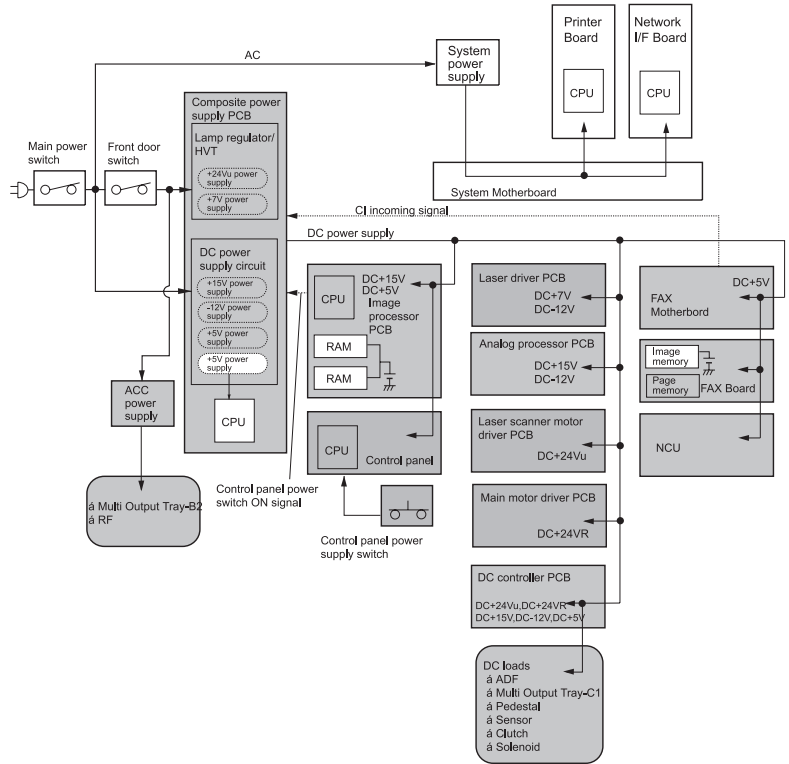 Printer
Board
CPU
Network
I/F Board
CPU
AC
System
power
supply
System Motherboard
Main power
switch
Front door
switch
Composite power
supply PCB
Lamp regulator/
HVT
+24Vu power
supply
+7V power
supply
DC power
supply circuit
+15V power
supply
-12V power
supply
+5V power
supply
+5V power
supply
CPU
CI incoming signal
DC power supply
ACC
power
supply
á Multi Output Tray-B2
á RF
CPU
DC+15V
DC+5V
Image
processor
PCB
RAM
RAM
CPU
Control panel
Control panel power
switch ON signal
Control panel power
supply switch
Laser driver PCB
DC+7V
DC-12V
Analog processor PCB
DC+15V
DC-12V
Laser scanner motor
driver PCB
DC+24Vu
Main motor driver PCB
DC+24VR
DC controller PCB
DC+24Vu,DC+24VR
DC+15V,DC-12V,DC+5V
DC loads
á ADF
á Multi Output Tray-C1
á Pedestal
á Sensor
á Clutch
á Solenoid
DC+5V
FAX
Motherbord
Image
memory
Page
memory
FAX Board
NCU